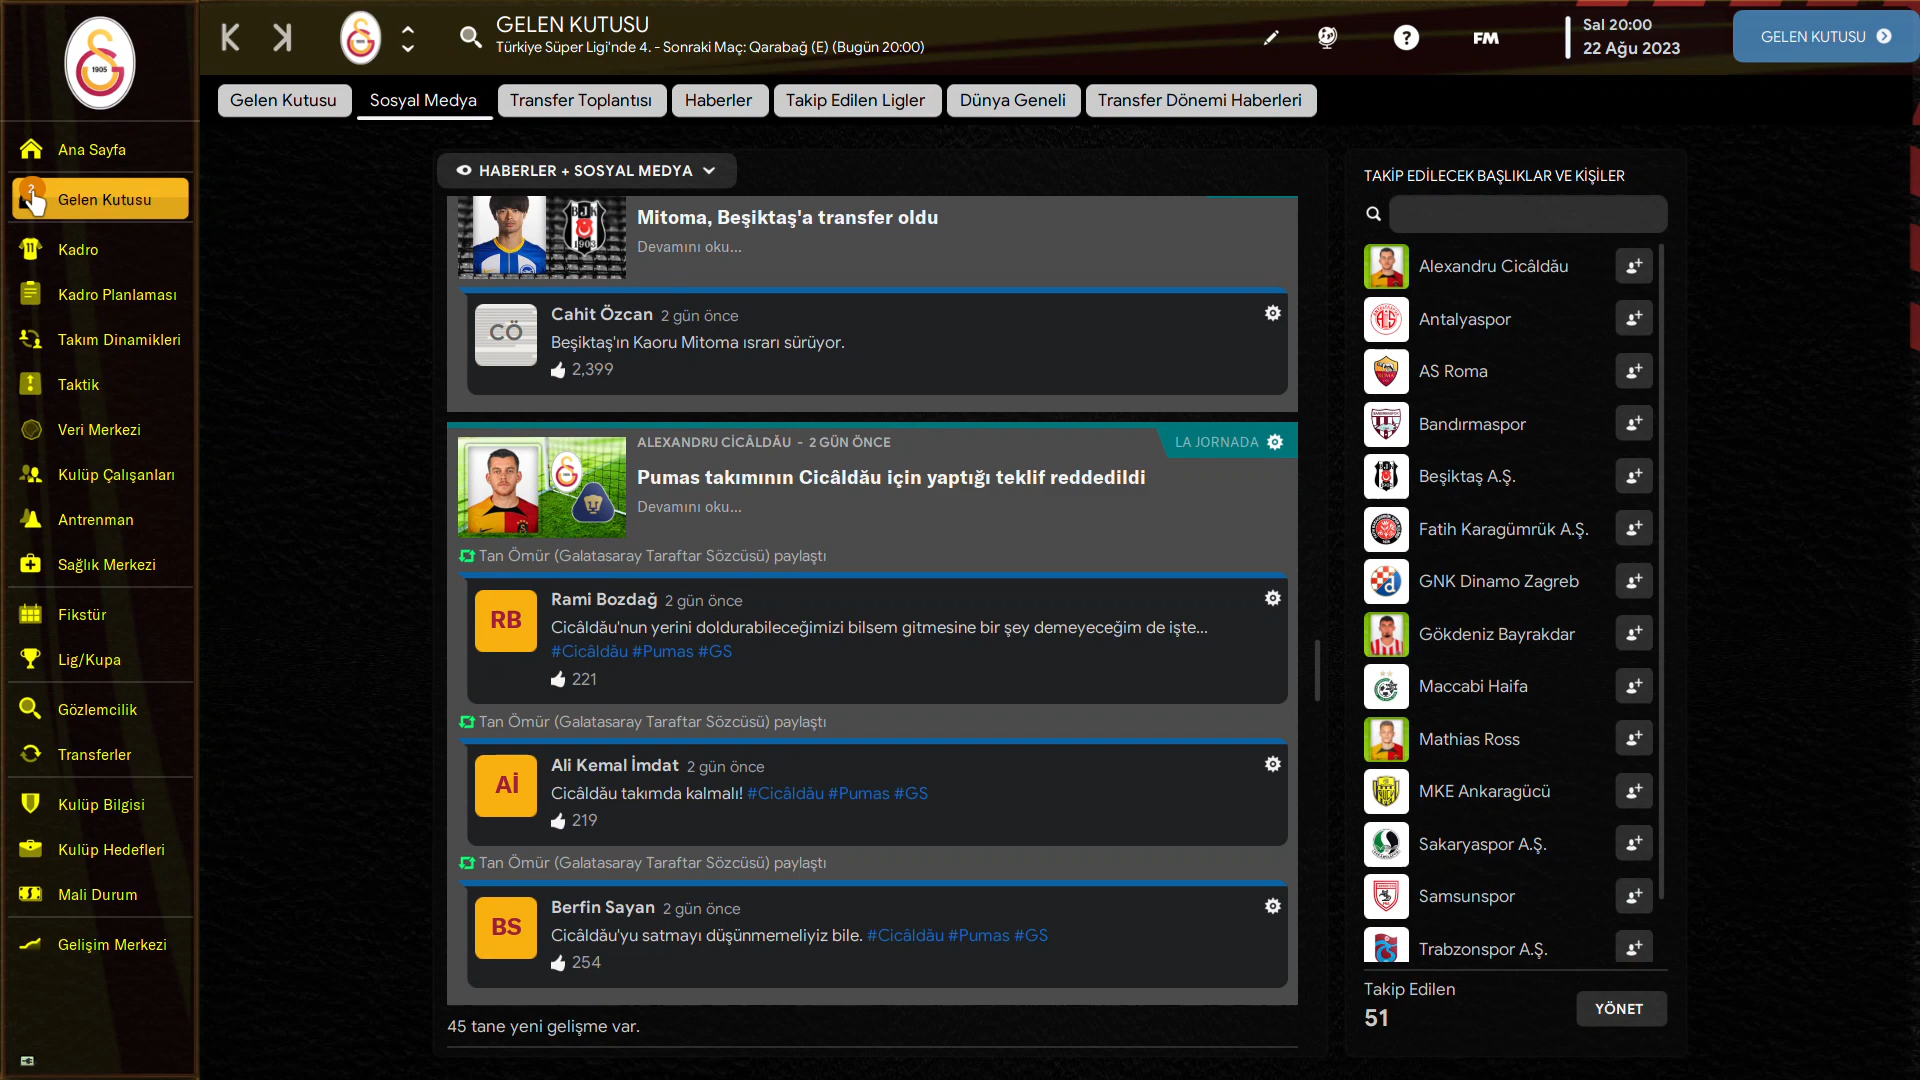 GELEN KUTUSU
Türkiye Süper Ligi'nde 4. - Sonraki Maç: Qarabağ (E) (Bugün 20:00)
FM
Sal 20:00
22 Ağu 2023
GELEN KUTUSU
Gelen Kutusu
Sosyal Medya
Transfer Toplantısı
Haberler
Takip Edilen Ligler
Dünya Geneli
Transfer Dönemi Haberleri
1905
Ana Sayfa
2
Gelen Kutusu
Kadro
Kadro Planlaması
Takım Dinamikleri
Taktik
Veri Merkezi
Kulüp Çalışanları
Antrenman
Sağlık Merkezi
Fikstür
Lig/Kupa
Gözlemcilik
Transferler
Kulüp Bilgisi
Kulüp Hedefleri
Mali Durum
Gelişim Merkezi
HABERLER + SOSYAL MEDYA
BJK
1903
Mitoma, Beşiktaş'a transfer oldu
Devamını oku...
CÖ
Cahit Özcan 2 gün önce
Beşiktaş'ın Kaoru Mitoma ısrarı sürüyor.
2,399
ALEXANDRU CİCÂLDĂU - 2 GÜN ÖNCE
LA JORNADA
Pumas takımının Cicâldău için yaptığı teklif reddedildi
Devamını oku...
Tan Ömür (Galatasaray Taraftar Sözcüsü) paylaştı
RB
Rami Bozdağ 2 gün önce
Cicâldău'nun yerini doldurabileceğimizi bilsem gitmesine bir şey demeyeceğim de işte...
#Cicâldău #Pumas #GS
221
Tan Ömür (Galatasaray Taraftar Sözcüsü) paylaştı
Aİ
Ali Kemal İmdat 2 gün önce
Cicâldău takımda kalmalı! #Cicâldău #Pumas #GS
219
Tan Ömür (Galatasaray Taraftar Sözcüsü) paylaştı
BS
Berfin Sayan 2 gün önce
Cicâldău'yu satmayı düşünmemeliyiz bile. #Cicâldău #Pumas #GS
254
45 tane yeni gelişme var.
TAKİP EDİLECEK BAŞLIKLAR VE KİŞİLER
Alexandru Cicâldău
Antalyaspor
AS Roma
Bandırmaspor
Beşiktaş A.Ş.
Fatih Karagümrük A.Ş.
GNK Dinamo Zagreb
Gökdeniz Bayrakdar
Maccabi Haifa
Mathias Ross
MKE Ankaragücü
Sakaryaspor A.Ş.
Samsunspor
Trabzonspor A.Ş.
Takip Edilen
51
YÖNET